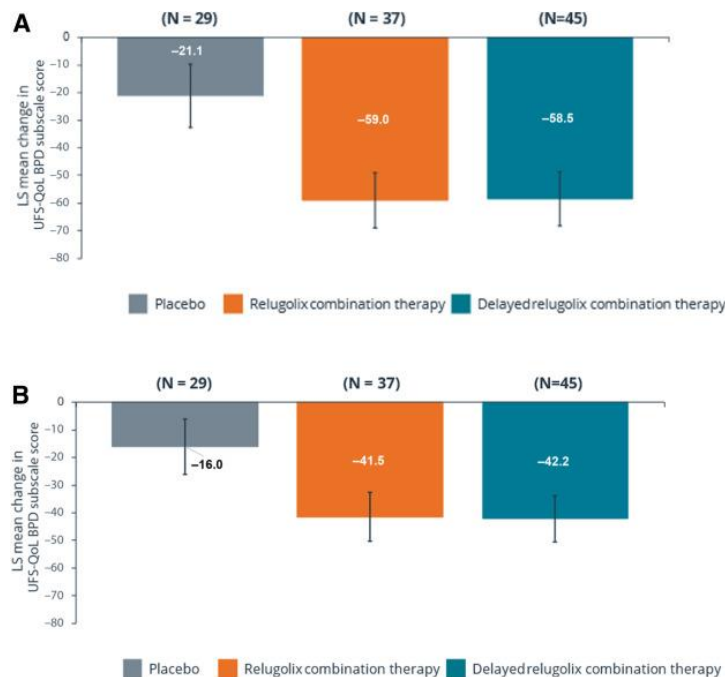 A
(N = 29) (N = 37) (N=45)
LS mean change in
UFS-QoL BPD subscale score
0
−10
−20
−30
−40
−50
−60
−70
−80
−21.1
−59.0
−58.5
Placebo Relugolix combination therapy Delayed relugolix combination therapy
B
(N = 29) (N = 37) (N=45)
LS mean change in
UFS-QoL BPD subscale score
0
−10
−20
−30
−40
−50
−60
−70
−80
−16.0
−41.5
−42.2
Placebo Relugolix combination therapy Delayed relugolix combination therapy